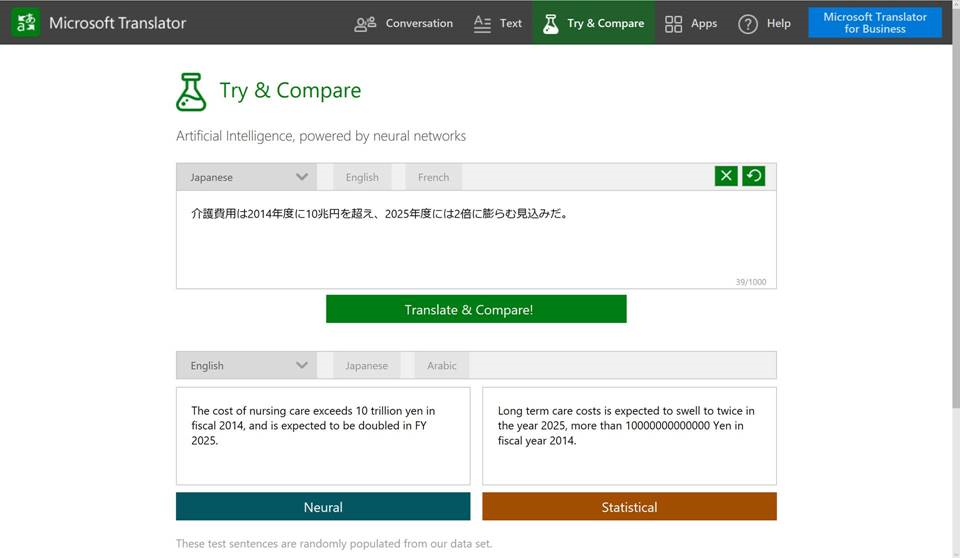 Microsoft Translator
Conversation
Text
Try & Compare
Apps
Help
Microsoft Translator
for Business
Try & Compare
Artificial Intelligence, powered by neural networks
Japanese
English
French
介護費用は2014年度に10兆円を超え、2025年度には2倍に膨らむ見込みだ。
39/1000
Translate & Compare!
English
Japanese
Arabic
The cost of nursing care exceeds 10 trillion yen in
fiscal 2014, and is expected to be doubled in FY
2025.
Long term care costs is expected to swell to twice in
the year 2025, more than 10000000000000 Yen in
fiscal year 2014.
Neural
Statistical
These test sentences are randomly populated from our data set.